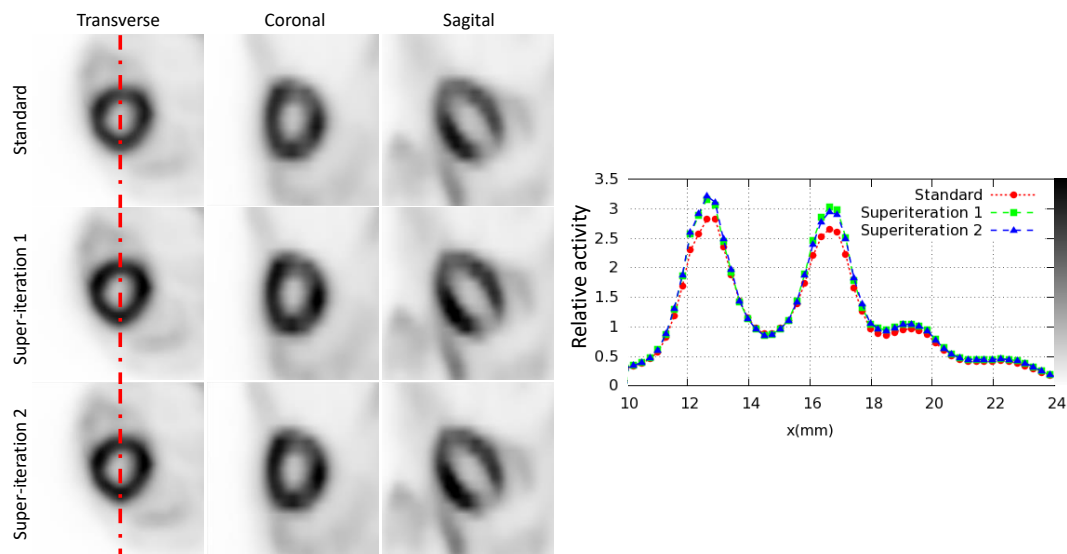 Transverse
Coronal
Sagital
Standard
Super-iteration 1
Super-iteration 2
Relative activity
3.5
3
2.5
2
1.5
1
0.5
0
Standard
Superiteration 1
Superiteration 2
10 12 14 16 18 20 22 24
x(mm)